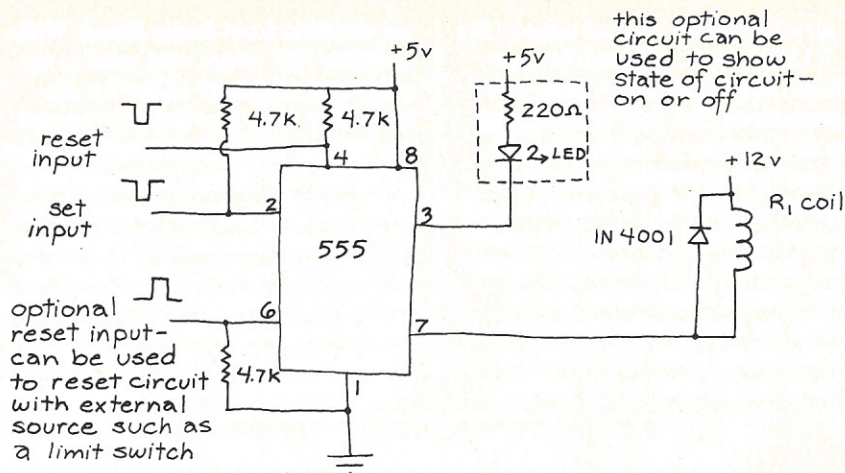 this optional
circuit can be
used to show
state of circuit—
on or off
+5v
+5v
220Ω
LED
4.7k
4.7k
reset
input
4
8
+12v
R1 coil
set
input
2
3
1N 4001
555
optional
reset input—
can be used
to reset circuit
with external
source such as
a limit switch
6
7
4.7k
1